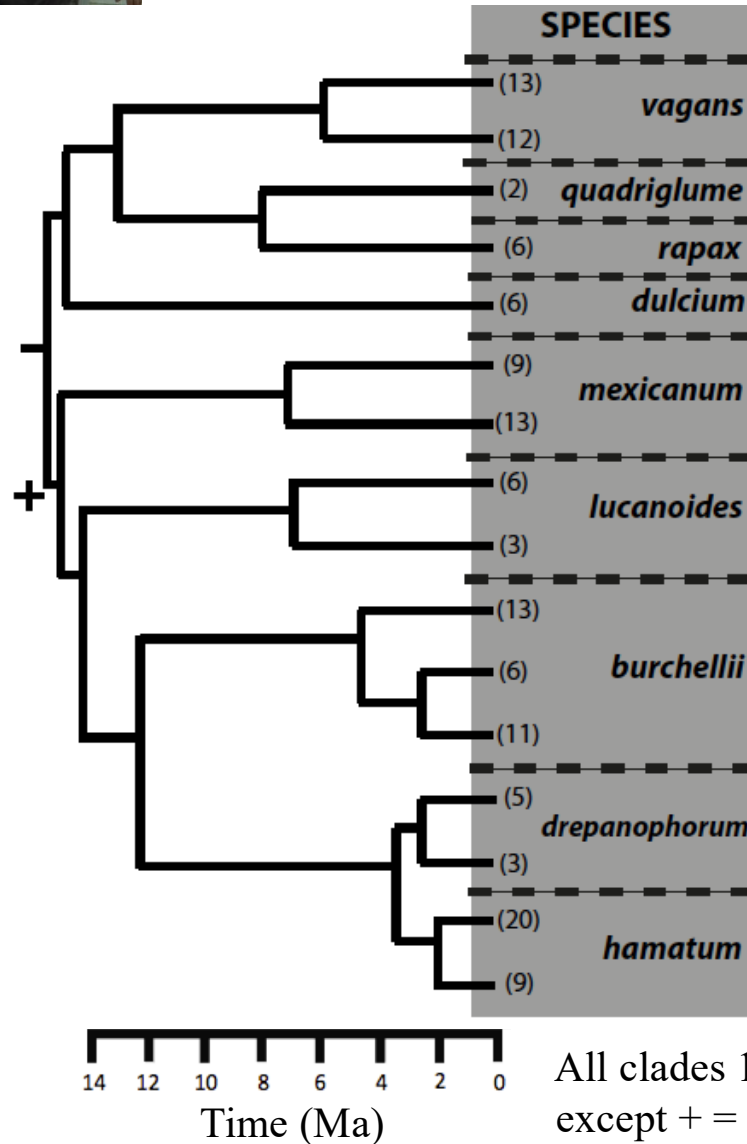 SPECIES
(13)
vagans
(12)
(2) quadriglume
(6) rapax
(6) dulcium
(9)
mexicanum
(13)
(6)
lucanoides
(3)
(13)
(6) burchellii
(11)
(5)
drepanophorum
(3)
(20)
hamatum
(9)
+
14 12 10 8 6 4 2 0
Time (Ma)
All clades
except + =